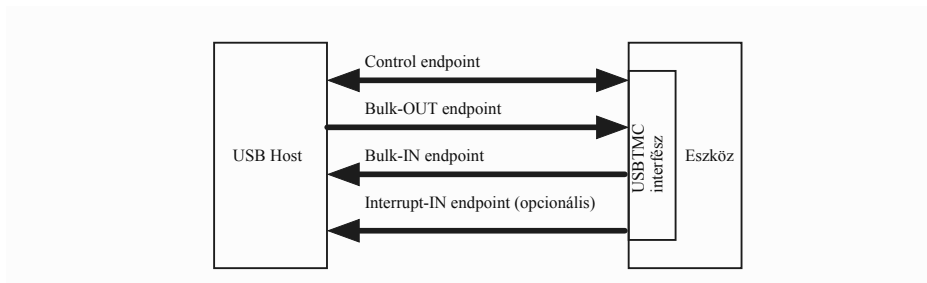 Control endpoint
Bulk-OUT endpoint
USB Host
Bulk-IN endpoint
Interrupt-IN endpoint (opcionális)
USBTMC
interfész
Eszköz